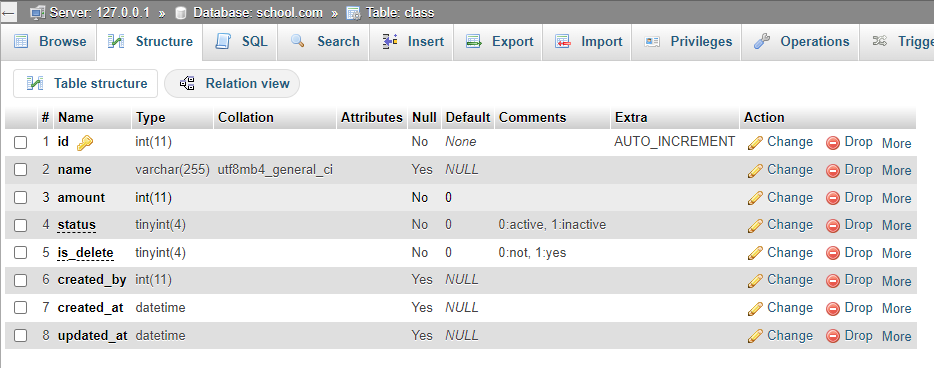 ← Server: 127.0.0.1 » Database: school.com » Table: class
Browse Structure SQL Search Insert Export Import Privileges Operations Trigge
Table structure Relation view
# Name Type Collation Attributes Null Default Comments Extra Action
1 id int(11) No None AUTO_INCREMENT Change Drop More
2 name varchar(255) utf8mb4_general_ci Yes NULL Change Drop More
3 amount int(11) No 0 Change Drop More
4 status tinyint(4) No 0 0:active, 1:inactive Change Drop More
5 is_delete tinyint(4) No 0 0:not, 1:yes Change Drop More
6 created_by int(11) Yes NULL Change Drop More
7 created_at datetime Yes NULL Change Drop More
8 updated_at datetime Yes NULL Change Drop More